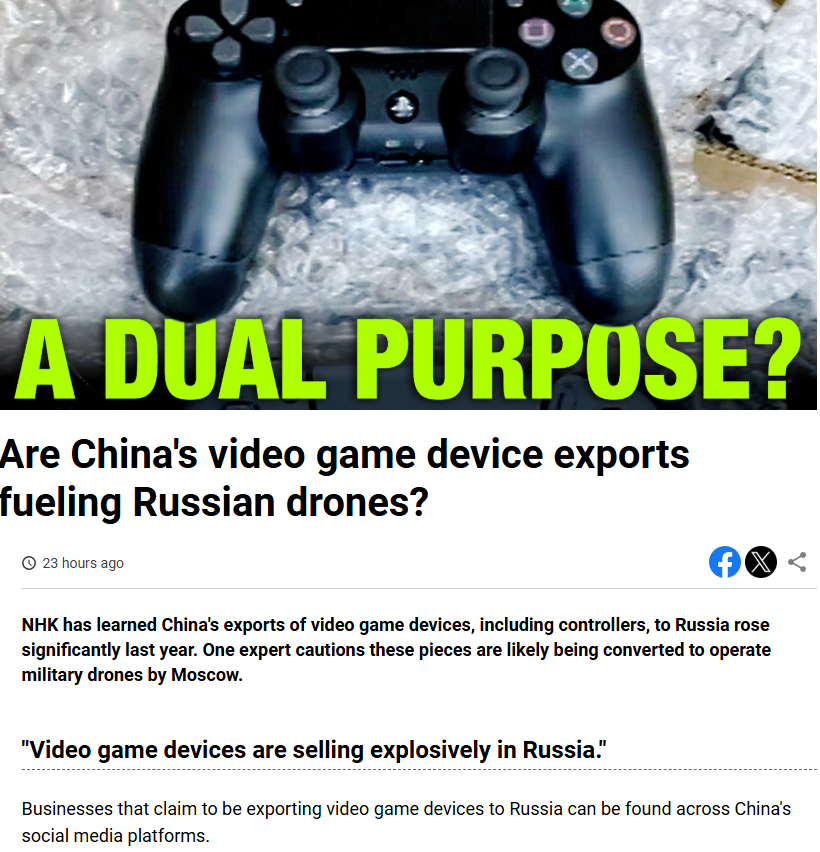 A DUAL PURPOSE?
Are China's video game device exports
fueling Russian drones?
23 hours ago
NHK has learned China's exports of video game devices, including controllers, to Russia rose
significantly last year. One expert cautions these pieces are likely being converted to operate
military drones by Moscow.
"Video game devices are selling explosively in Russia."
Businesses that claim to be exporting video game devices to Russia can be found across China's
social media platforms.